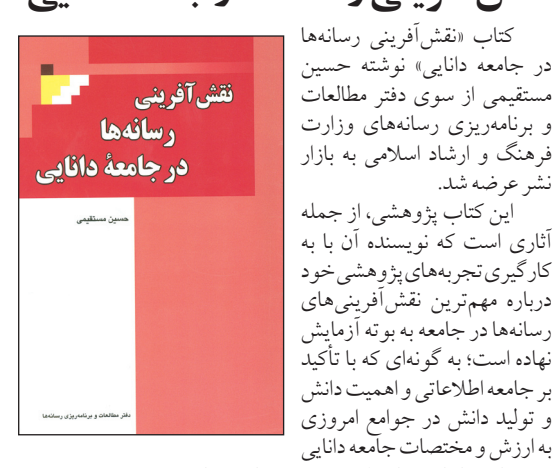 کتاب «نقش‌آفرینی رسانه‌ها
در جامعه دانایی» نوشته حسین
مستقیمی از سوی دفتر مطالعات
و برنامه‌ریزی رسانه‌های وزارت
فرهنگ و ارشاد اسلامی به بازار
نشر عرضه شد.
این کتاب پژوهشی، از جمله
آثاری است که نویسنده آن با به
کارگیری تجربه‌های پژوهشی خود
درباره مهم‌ترین نقش‌آفرینی‌های
رسانه‌ها در جامعه به بوته آزمایش
نهاده است؛ به گونه‌ای که با تأکید
بر جامعه اطلاعاتی و اهمیت دانش
و تولید دانش در جوامع امروزی
به ارزش و مختصات جامعه دانایی
نقش‌آفرینی
رسانه‌ها
در جامعهٔ دانایی
حسین مستقیمی
دفتر مطالعات و برنامه‌ریزی رسانه‌ها